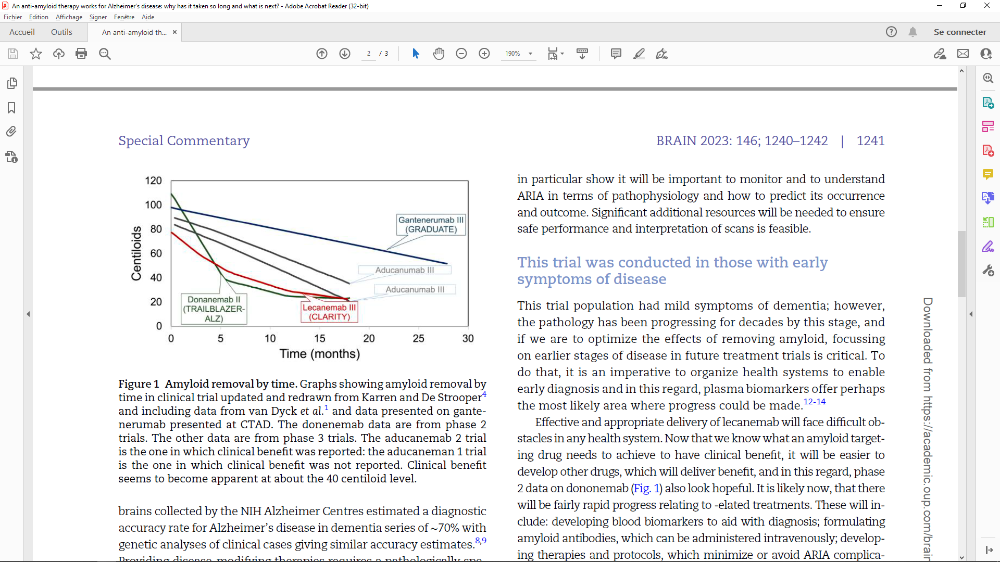 An anti-amyloid therapy works for Alzheimer's disease: why has it taken so long and what is next? - Adobe Acrobat Reader (32-bit)
Fichier Edition Affichage Signer Fenêtre Aide
Accueil Outils An anti-amyloid th... × Se connecter
2 / 3 190%
Special Commentary
BRAIN 2023: 146; 1240–1242 | 1241
120
100
80
60
40
20
0
Centiloids
0 5 10 15 20 25 30
Time (months)
Gantenerumab III
(GRADUATE)
Aducanumab III
Aducanumab III
Donanemab II
(TRAILBLAZER-
ALZ)
Lecanemab III
(CLARITY)
Figure 1 Amyloid removal by time. Graphs showing amyloid removal by
time in clinical trial updated and redrawn from Karren and De Strooper4
and including data from van Dyck et al.1 and data presented on gante-
nerumab presented at CTAD. The donenemab data are from phase 2
trials. The other data are from phase 3 trials. The aducanemab 2 trial
is the one in which clinical benefit was reported: the aducaneman 1 trial
is the one in which clinical benefit was not reported. Clinical benefit
seems to become apparent at about the 40 centiloid level.
brains collected by the NIH Alzheimer Centres estimated a diagnostic
accuracy rate for Alzheimer's disease in dementia series of ~70% with
genetic analyses of clinical cases giving similar accuracy estimates.8,9
Providing disease-modifying therapies requires a pathologically spe-
in particular show it will be important to monitor and to understand
ARIA in terms of pathophysiology and how to predict its occurrence
and outcome. Significant additional resources will be needed to ensure
safe performance and interpretation of scans is feasible.
This trial was conducted in those with early
symptoms of disease
This trial population had mild symptoms of dementia; however,
the pathology has been progressing for decades by this stage, and
if we are to optimize the effects of removing amyloid, focussing
on earlier stages of disease in future treatment trials is critical. To
do that, it is an imperative to organize health systems to enable
early diagnosis and in this regard, plasma biomarkers offer perhaps
the most likely area where progress could be made.12-14
Effective and appropriate delivery of lecanemab will face difficult ob-
stacles in any health system. Now that we know what an amyloid target-
ing drug needs to achieve to have clinical benefit, it will be easier to
develop other drugs, which will deliver benefit, and in this regard, phase
2 data on dononemab (Fig. 1) also look hopeful. It is likely now, that there
will be fairly rapid progress relating to -elated treatments. These will in-
clude: developing blood biomarkers to aid with diagnosis; formulating
amyloid antibodies, which can be administered intravenously; develop-
ing therapies and protocols, which minimize or avoid ARIA complica-
Downloaded from https://academic.oup.com/brain